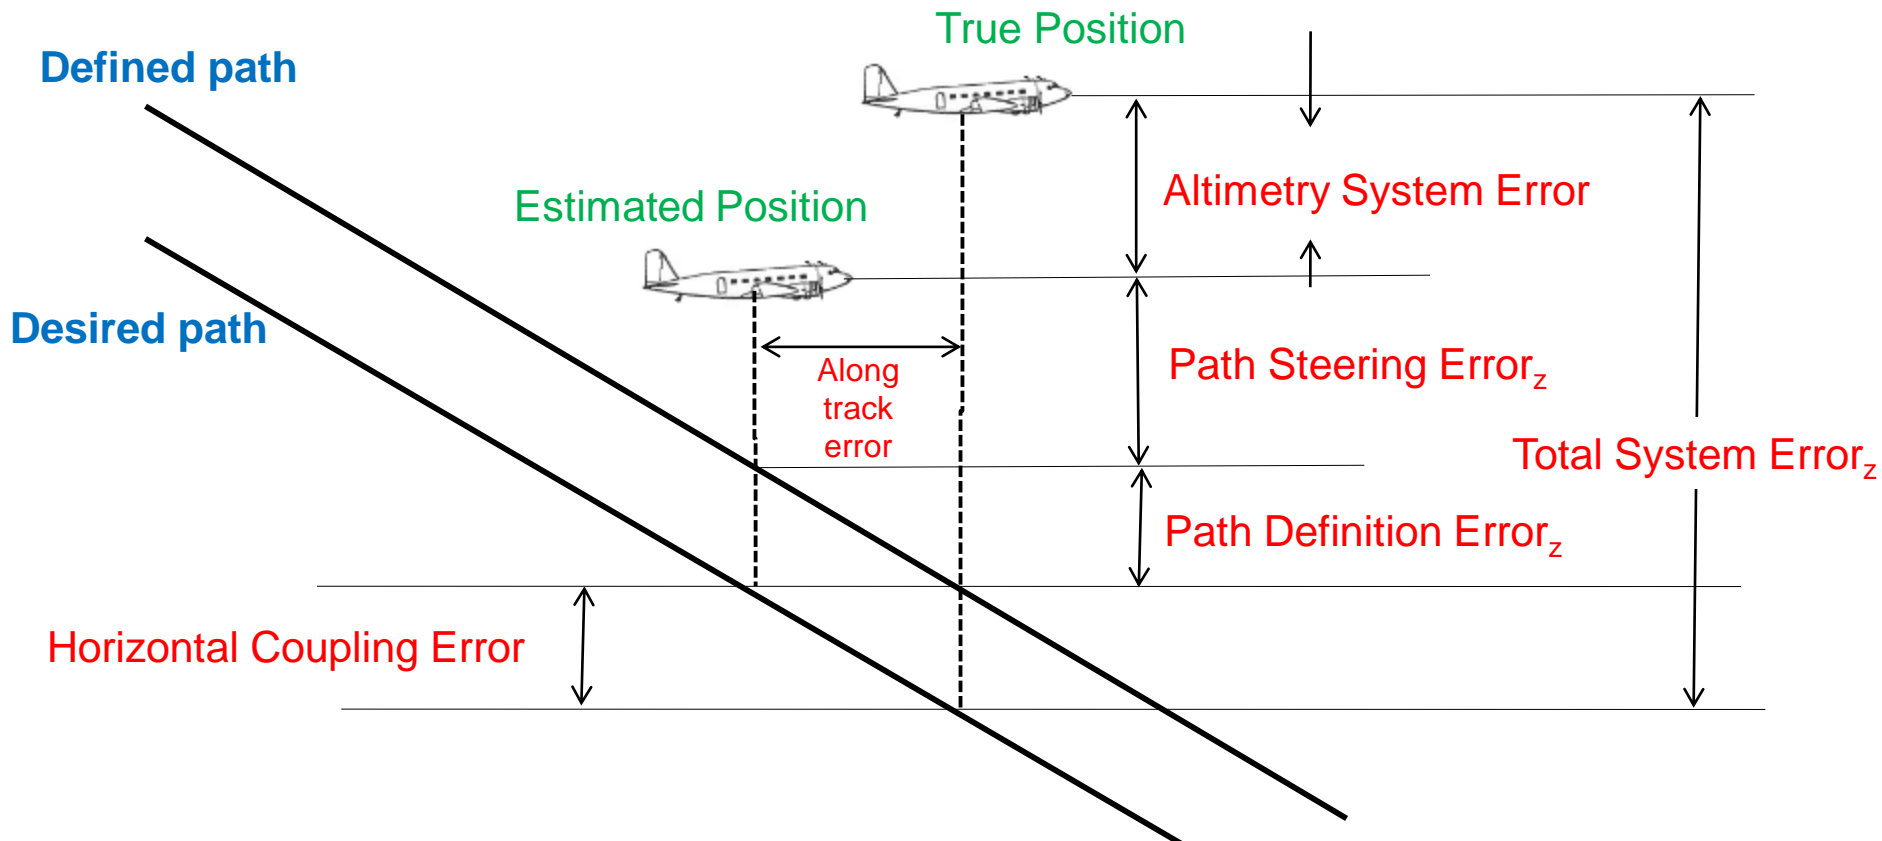 True Position
Defined path
Altimetry System Error
Estimated Position
Desired path
Path Steering Errorz
Along
track
error
Total System Errorz
Path Definition Errorz
Horizontal Coupling Error